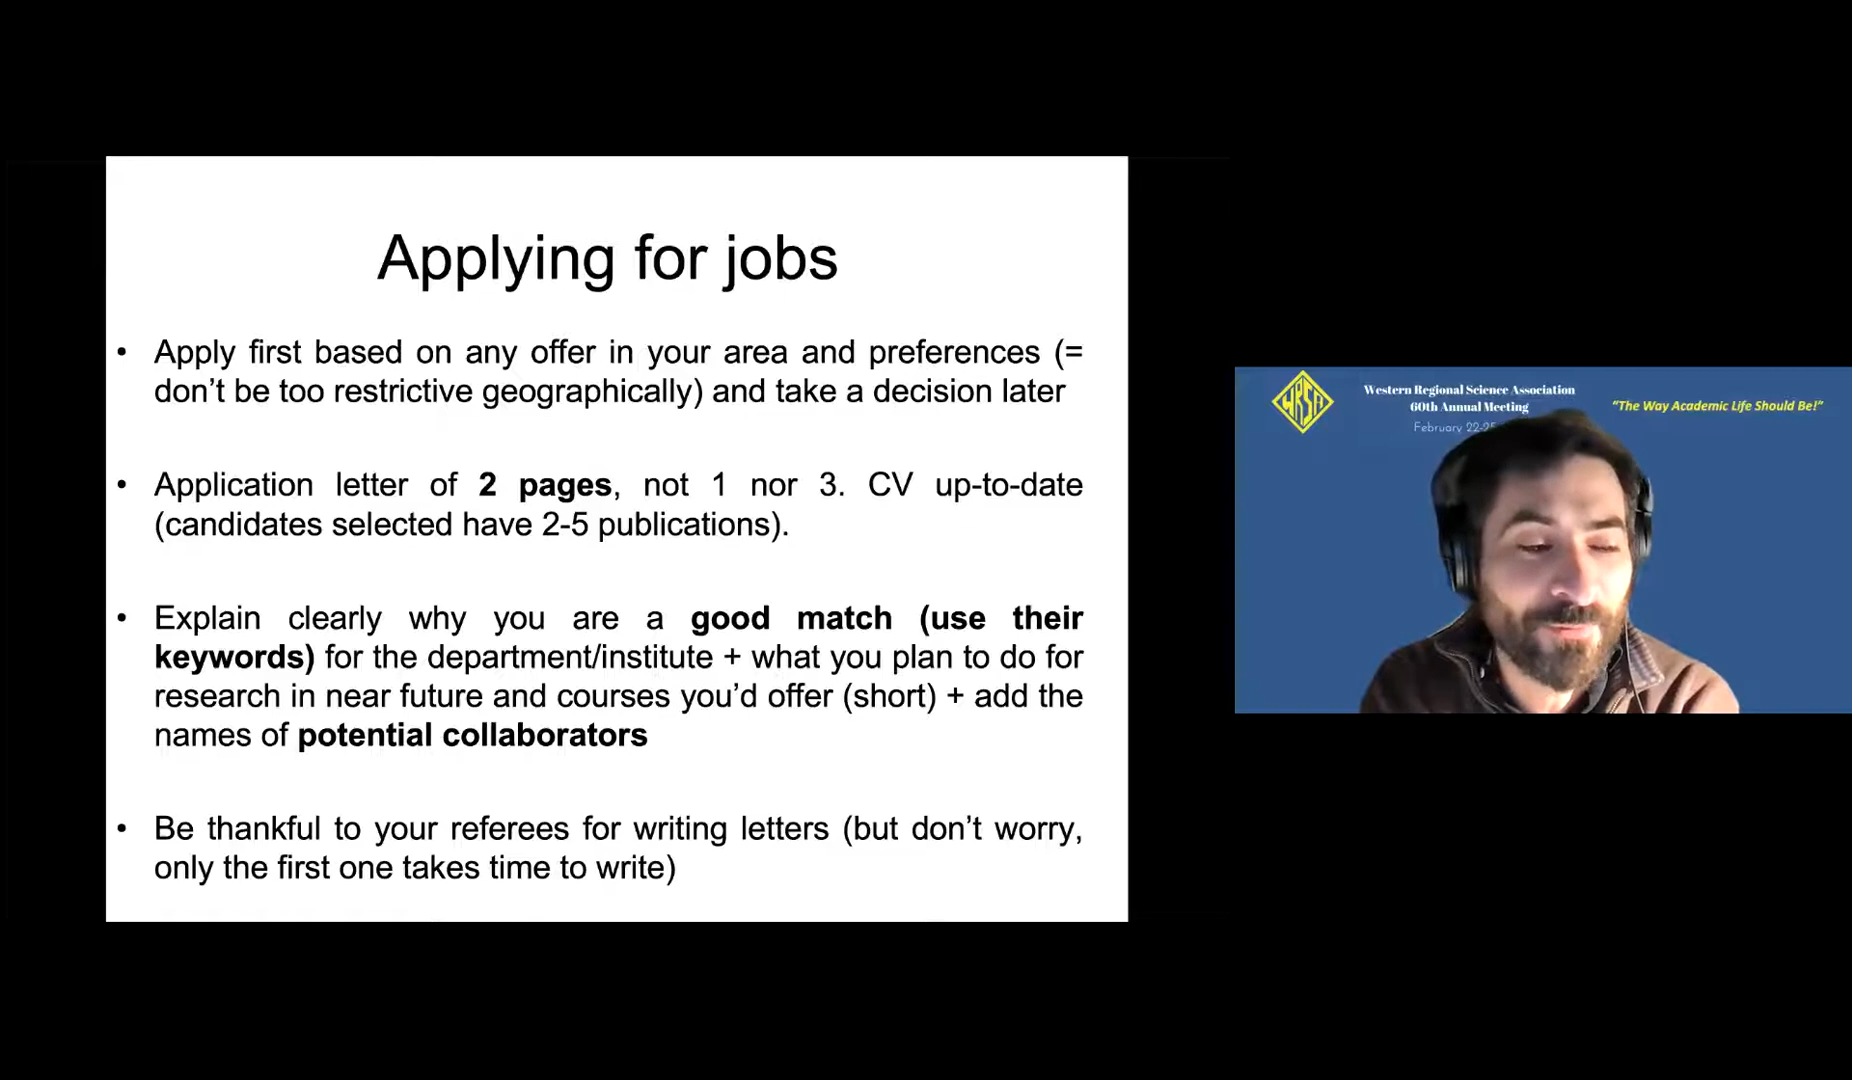 Applying for jobs
• Apply first based on any offer in your area and preferences (=
don’t be too restrictive geographically) and take a decision later
• Application letter of 2 pages, not 1 nor 3. CV up-to-date
(candidates selected have 2-5 publications).
• Explain clearly why you are a good match (use their
keywords) for the department/institute + what you plan to do for
research in near future and courses you’d offer (short) + add the
names of potential collaborators
• Be thankful to your referees for writing letters (but don’t worry,
only the first one takes time to write)
WRSA
Western Regional Science Association
60th Annual Meeting
February 22-25
“The Way Academic Life Should Be!”